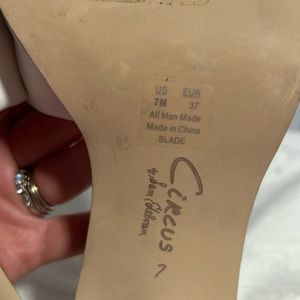 US EUR
7M 37
All Man Made
Made in China
SLADE
Circus
by Sam Edelman
7